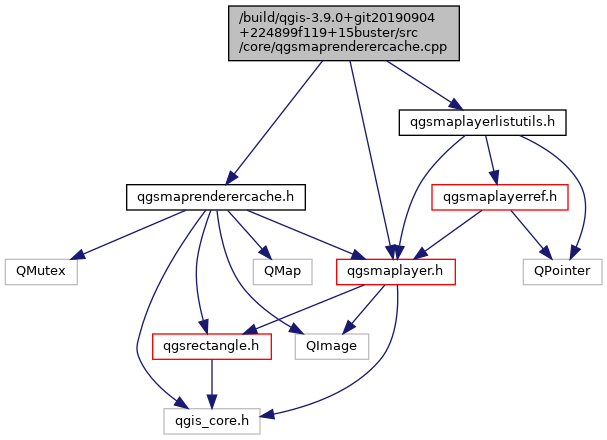 /build/qgis-3.9.0+git20190904
+224899f119+15buster/src
/core/qgsmaprenderercache.cpp
qgsmaplayerlistutils.h
qgsmaprenderercache.h
qgsmaplayerref.h
QMutex
QMap
qgsmaplayer.h
QPointer
qgsrectangle.h
QImage
qgis_core.h